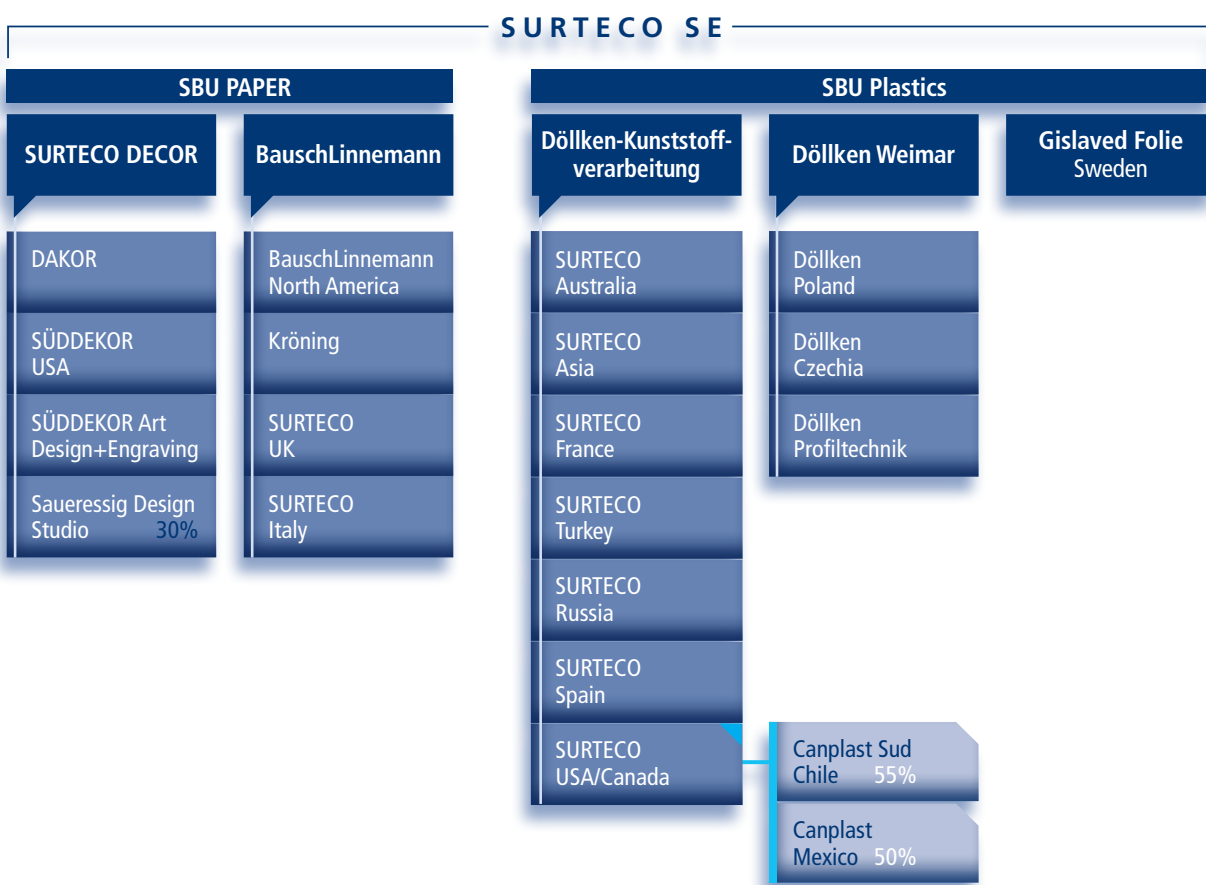 SURTECO SE
SBU PAPER
SURTECO DECOR
DAKOR
SÜDDEKOR
USA
SÜDDEKOR Art
Design+Engraving
Saueressig Design
Studio 30%
BauschLinnemann
BauschLinnemann
North America
Kröning
SURTECO
UK
SURTECO
Italy
SBU Plastics
Döllken-Kunststoff-
verarbeitung
SURTECO
Australia
SURTECO
Asia
SURTECO
France
SURTECO
Turkey
SURTECO
Russia
SURTECO
Spain
SURTECO
USA/Canada
Canplast Sud
Chile 55%
Canplast
Mexico 50%
Döllken Weimar
Döllken
Poland
Döllken
Czechia
Döllken
Profiltechnik
Gislaved Folie
Sweden